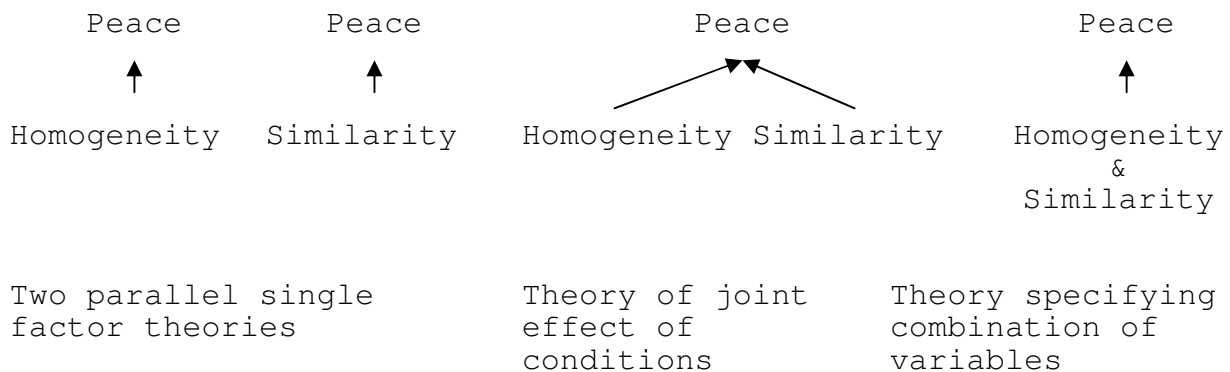 Peace Peace Peace Peace
Homogeneity Similarity Homogeneity Similarity Homogeneity
&
Similarity
Two parallel single factor theories
Theory of joint effect of conditions
Theory specifying combination of variables